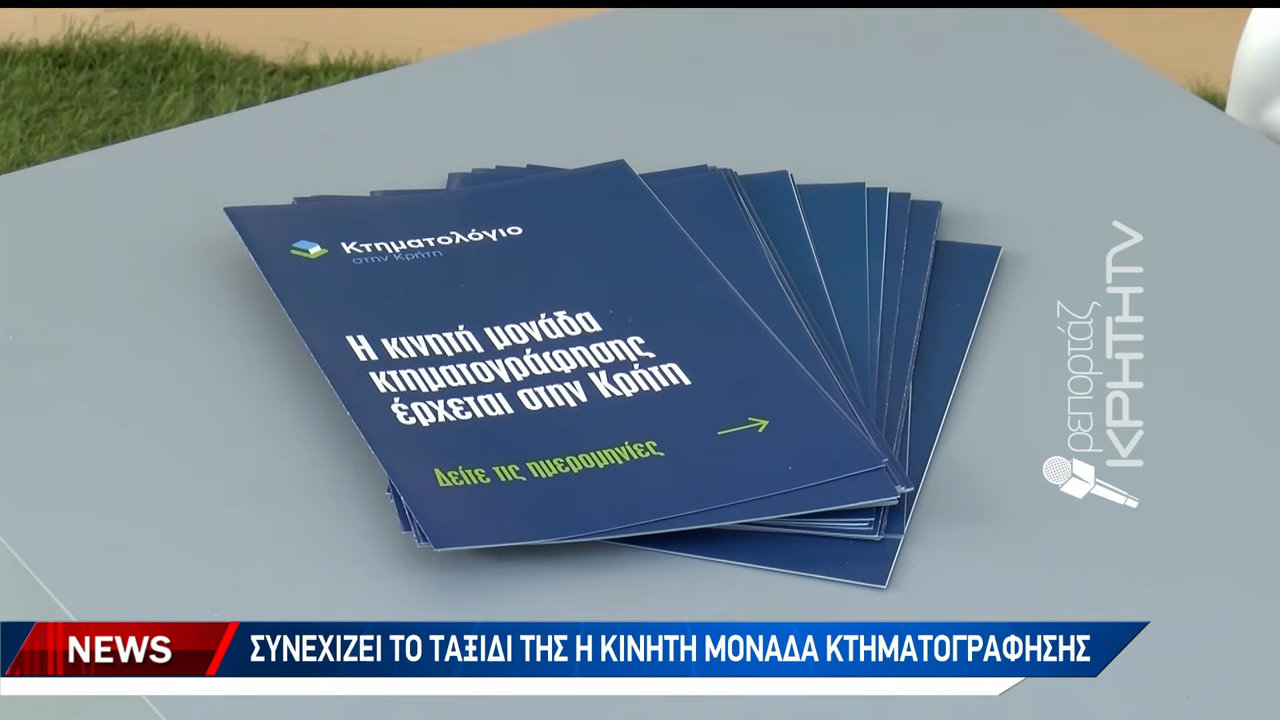 Κτηματολόγιο
στην Κρήτη
Η κινητή μονάδα
κτηματογράφησης
έρχεται στην Κρήτη
Δείτε τις ημερομηνίες
ρεπορτάζ
ΚΡΗΤΗTV
NEWS
ΣΥΝΕΧΙΖΕΙ ΤΟ ΤΑΞΙΔΙ ΤΗΣ Η ΚΙΝΗΤΗ ΜΟΝΑΔΑ ΚΤΗΜΑΤΟΓΡΑΦΗΣΗΣ